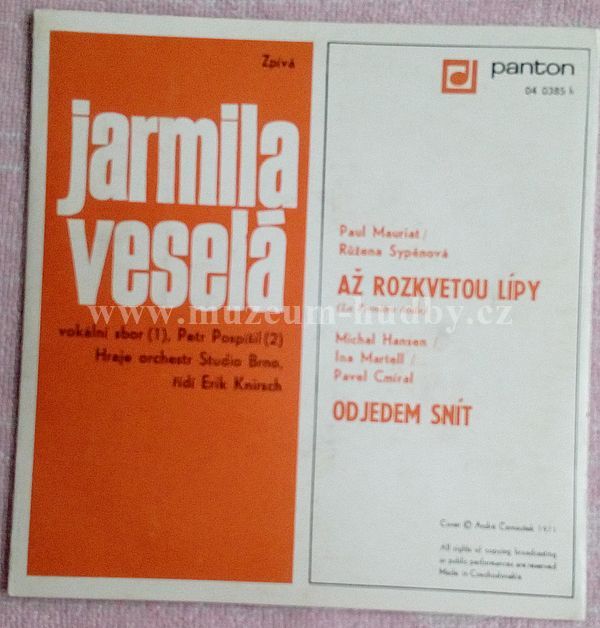 Zpívá
jarmila
veselá
vokální sbor (1), Petr Pospíšil (2)
Hraje orchestr Studio Brno,
řídí Erik Knirsch
panton
04 0385 h
Paul Mauriat /
Růžena Sypěnová
AŽ ROZKVETOU LÍPY
Michal Hansen /
Ina Martell /
Pavel Cmíral
ODJEDEM SNÍT
Cover ©
All rights of copying broadcasting
or public performances are reserved
Made in Czechoslovakia
www.muzeum-hudby.cz